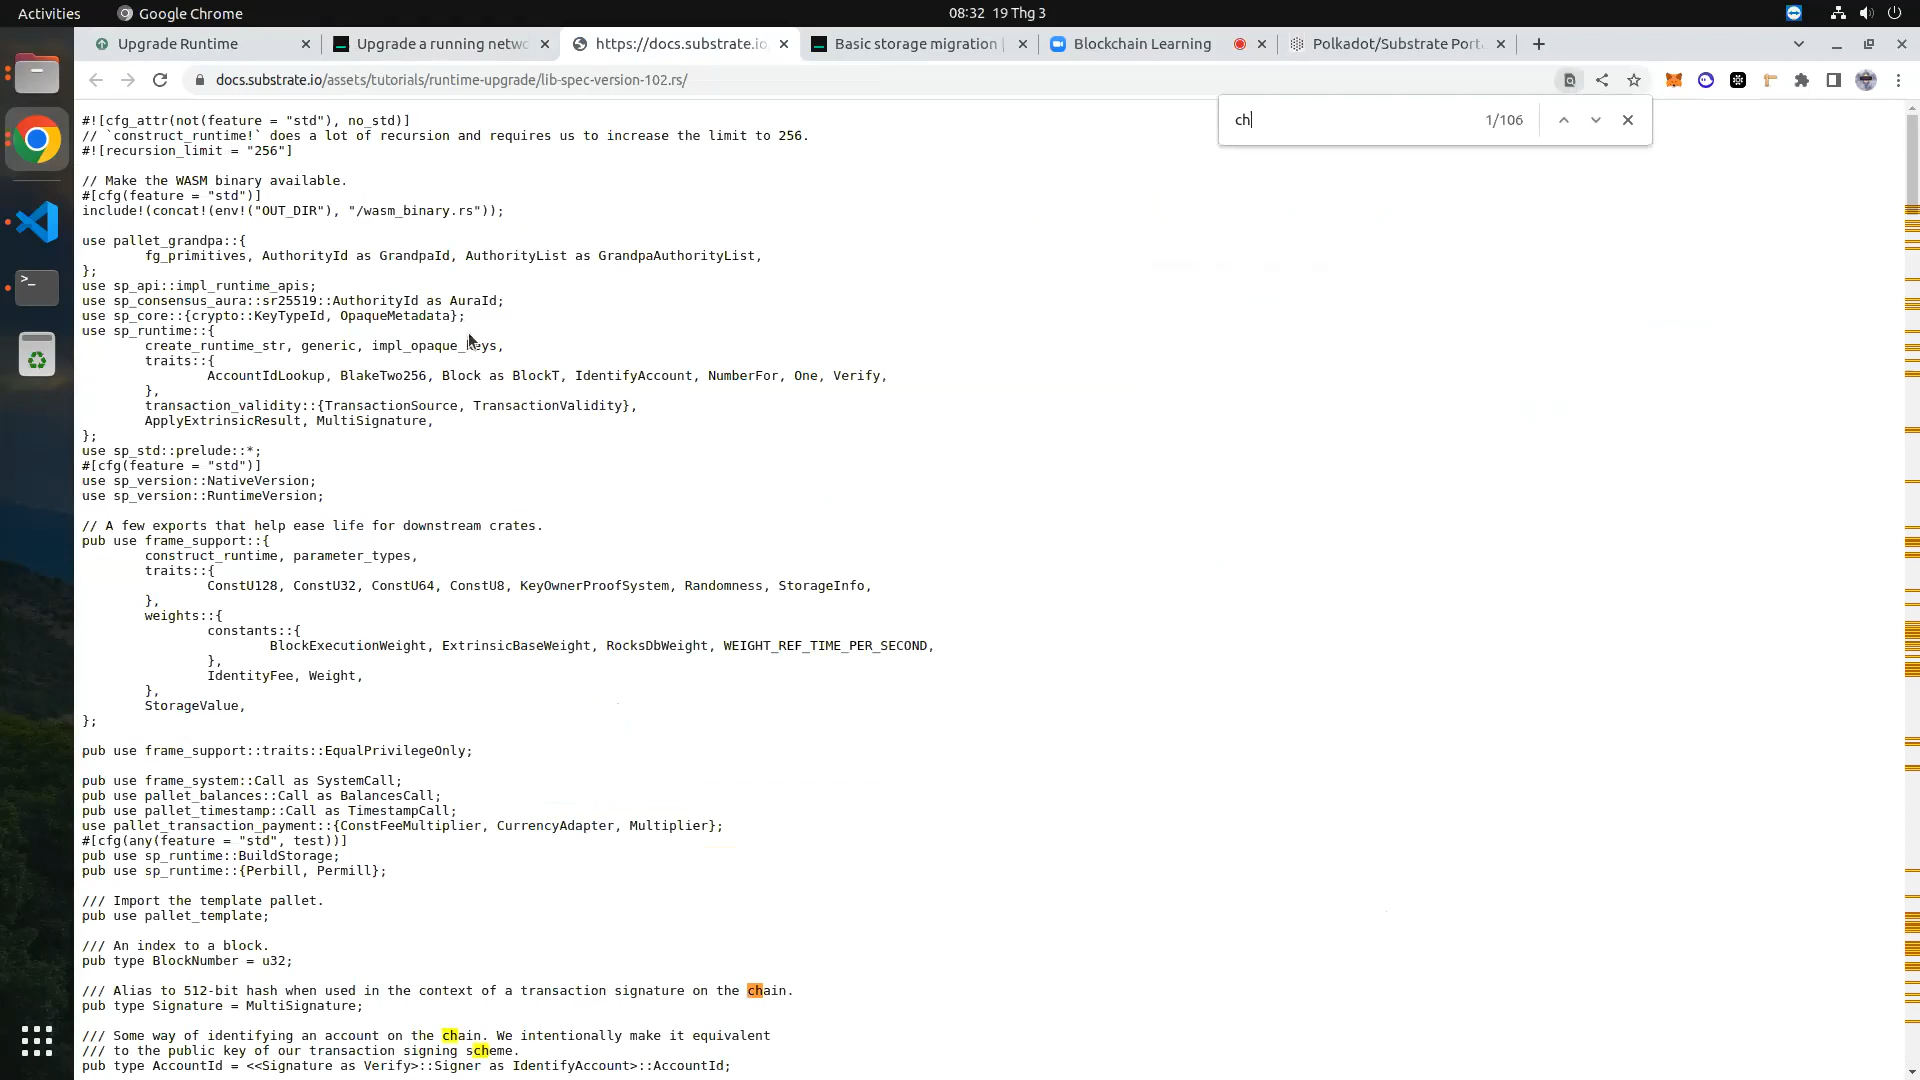 Activities
Google Chrome
08:32 19 Thg 3
Upgrade Runtime
Upgrade a running netwo
https://docs.substrate.io.
Basic storage migration |
Blockchain Learning
Polkadot/Substrate Port
docs.substrate.io/assets/tutorials/runtime-upgrade/lib-spec-version-102.rs/
ch
1/106
#![cfg_attr(not(feature = "std"), no_std)]
// `construct_runtime!` does a lot of recursion and requires us to increase the limit to 256.
#![recursion_limit = "256"]
// Make the WASM binary available.
#[cfg(feature = "std")]
include!(concat!(env!("OUT_DIR"), "/wasm_binary.rs"));
use pallet_grandpa::{
fg_primitives, AuthorityId as GrandpaId, AuthorityList as GrandpaAuthorityList,
};
use sp_api::impl_runtime_apis;
use sp_consensus_aura::sr25519::AuthorityId as AuraId;
use sp_core::{crypto::KeyTypeId, OpaqueMetadata};
use sp_runtime::{
create_runtime_str, generic, impl_opaque_keys,
traits::{
AccountIdLookup, BlakeTwo256, Block as BlockT, IdentifyAccount, NumberFor, One, Verify,
},
transaction_validity::{TransactionSource, TransactionValidity},
ApplyExtrinsicResult, MultiSignature,
};
use sp_std::prelude::*;
#[cfg(feature = "std")]
use sp_version::NativeVersion;
use sp_version::RuntimeVersion;
// A few exports that help ease life for downstream crates.
pub use frame_support::{
construct_runtime, parameter_types,
traits::{
ConstU128, ConstU32, ConstU64, ConstU8, KeyOwnerProofSystem, Randomness, StorageInfo,
},
weights::{
constants::{
BlockExecutionWeight, ExtrinsicBaseWeight, RocksDbWeight, WEIGHT_REF_TIME_PER_SECOND,
},
IdentityFee, Weight,
},
StorageValue,
};
pub use frame_support::traits::EqualPrivilegeOnly;
pub use frame_system::Call as SystemCall;
pub use pallet_balances::Call as BalancesCall;
pub use pallet_timestamp::Call as TimestampCall;
use pallet_transaction_payment::{ConstFeeMultiplier, CurrencyAdapter, Multiplier};
#[cfg(any(feature = "std", test))]
pub use sp_runtime::BuildStorage;
pub use sp_runtime::{Perbill, Permill};
/// Import the template pallet.
pub use pallet_template;
/// An index to a block.
pub type BlockNumber = u32;
/// Alias to 512-bit hash when used in the context of a transaction signature on the chain.
pub type Signature = MultiSignature;
/// Some way of identifying an account on the chain. We intentionally make it equivalent
/// to the public key of our transaction signing scheme.
pub type AccountId = <<Signature as Verify>::Signer as IdentifyAccount>::AccountId;